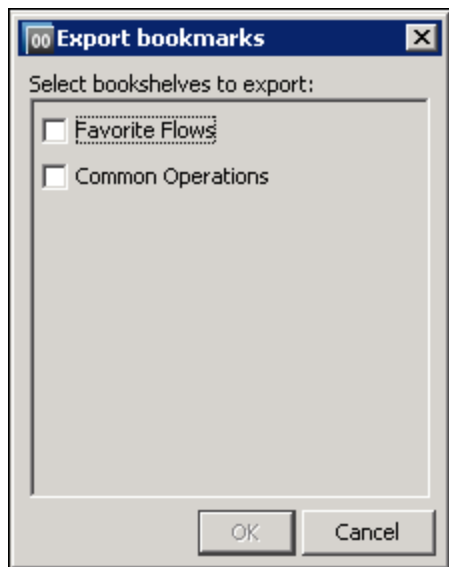 00 Export bookmarks
Select bookshelves to export:
Favorite Flows
Common Operations
OK Cancel